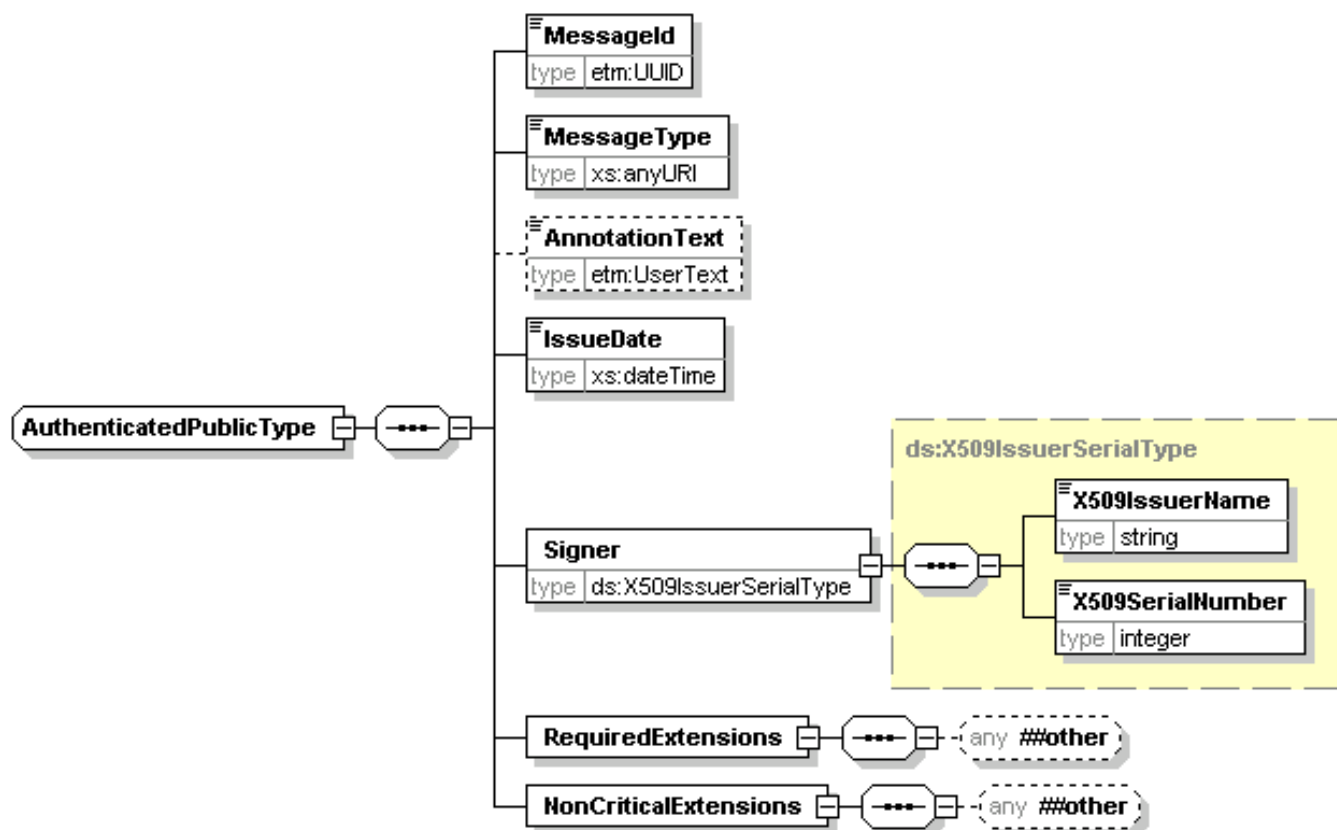 MessageId
type etm:UUID
MessageType
type xs:anyURI
AnnotationText
type etm:UserText
IssueDate
type xs:dateTime
AuthenticatedPublicType
ds:X509IssuerSerialType
X509IssuerName
type string
Signer
type ds:X509IssuerSerialType
X509SerialNumber
type integer
RequiredExtensions
any ##other
NonCriticalExtensions
any ##other